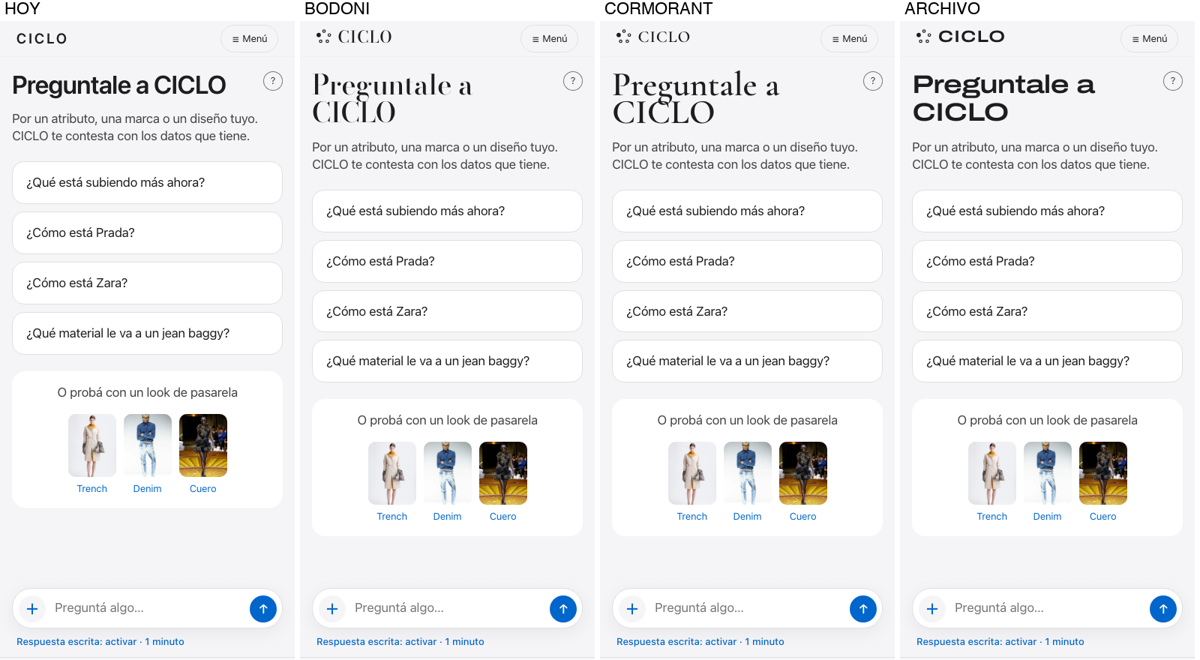 HOY
CICLO
≡ Menú
Preguntale a CICLO
?
Por un atributo, una marca o un diseño tuyo.
CICLO te contesta con los datos que tiene.
¿Qué está subiendo más ahora?
¿Cómo está Prada?
¿Cómo está Zara?
¿Qué material le va a un jean baggy?
O probá con un look de pasarela
Trench Denim Cuero
Preguntá algo...
Respuesta escrita: activar · 1 minuto
BODONI
CICLO
≡ Menú
Preguntale a
CICLO
?
Por un atributo, una marca o un diseño tuyo.
CICLO te contesta con los datos que tiene.
¿Qué está subiendo más ahora?
¿Cómo está Prada?
¿Cómo está Zara?
¿Qué material le va a un jean baggy?
O probá con un look de pasarela
Trench Denim Cuero
Preguntá algo...
Respuesta escrita: activar · 1 minuto
CORMORANT
CICLO
≡ Menú
Preguntale a
CICLO
?
Por un atributo, una marca o un diseño tuyo.
CICLO te contesta con los datos que tiene.
¿Qué está subiendo más ahora?
¿Cómo está Prada?
¿Cómo está Zara?
¿Qué material le va a un jean baggy?
O probá con un look de pasarela
Trench Denim Cuero
Preguntá algo...
Respuesta escrita: activar · 1 minuto
ARCHIVO
CICLO
≡ Menú
Preguntale a
CICLO
?
Por un atributo, una marca o un diseño tuyo.
CICLO te contesta con los datos que tiene.
¿Qué está subiendo más ahora?
¿Cómo está Prada?
¿Cómo está Zara?
¿Qué material le va a un jean baggy?
O probá con un look de pasarela
Trench Denim Cuero
Preguntá algo...
Respuesta escrita: activar · 1 minuto